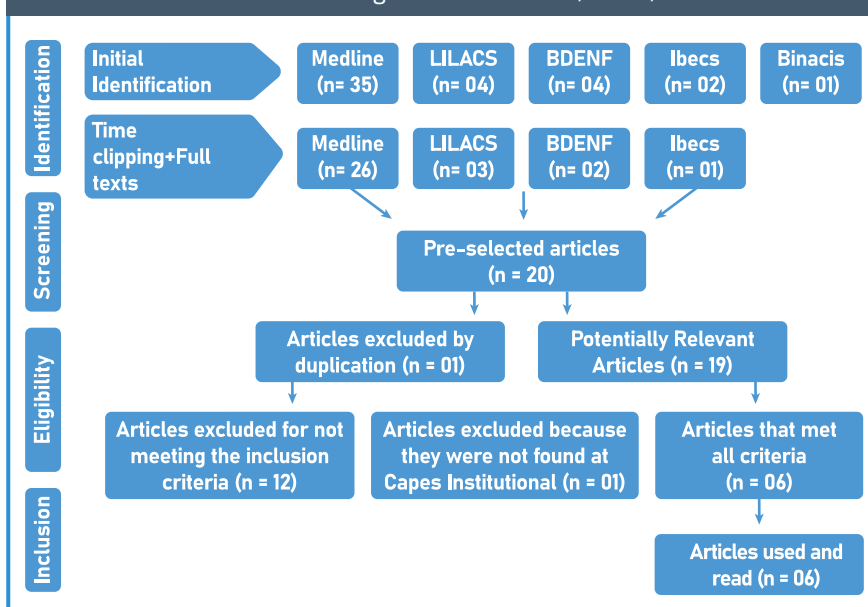 Identification
Initial
Identification
Medline
(n= 35)
LILACS
(n= 04)
BDENF
(n= 04)
Ibecs
(n= 02)
Binacis
(n= 01)
Time
clipping+Full
texts
Medline
(n= 26)
LILACS
(n= 03)
BDENF
(n= 02)
Ibecs
(n= 01)
Screening
Pre-selected articles
(n = 20)
Eligibility
Articles excluded by
duplication (n = 01)
Potentially Relevant
Articles (n = 19)
Articles excluded for not
meeting the inclusion
criteria (n = 12)
Articles excluded because
they were not found at
Capes Institutional (n = 01)
Articles that met
all criteria
(n = 06)
Inclusion
Articles used and
read (n = 06)